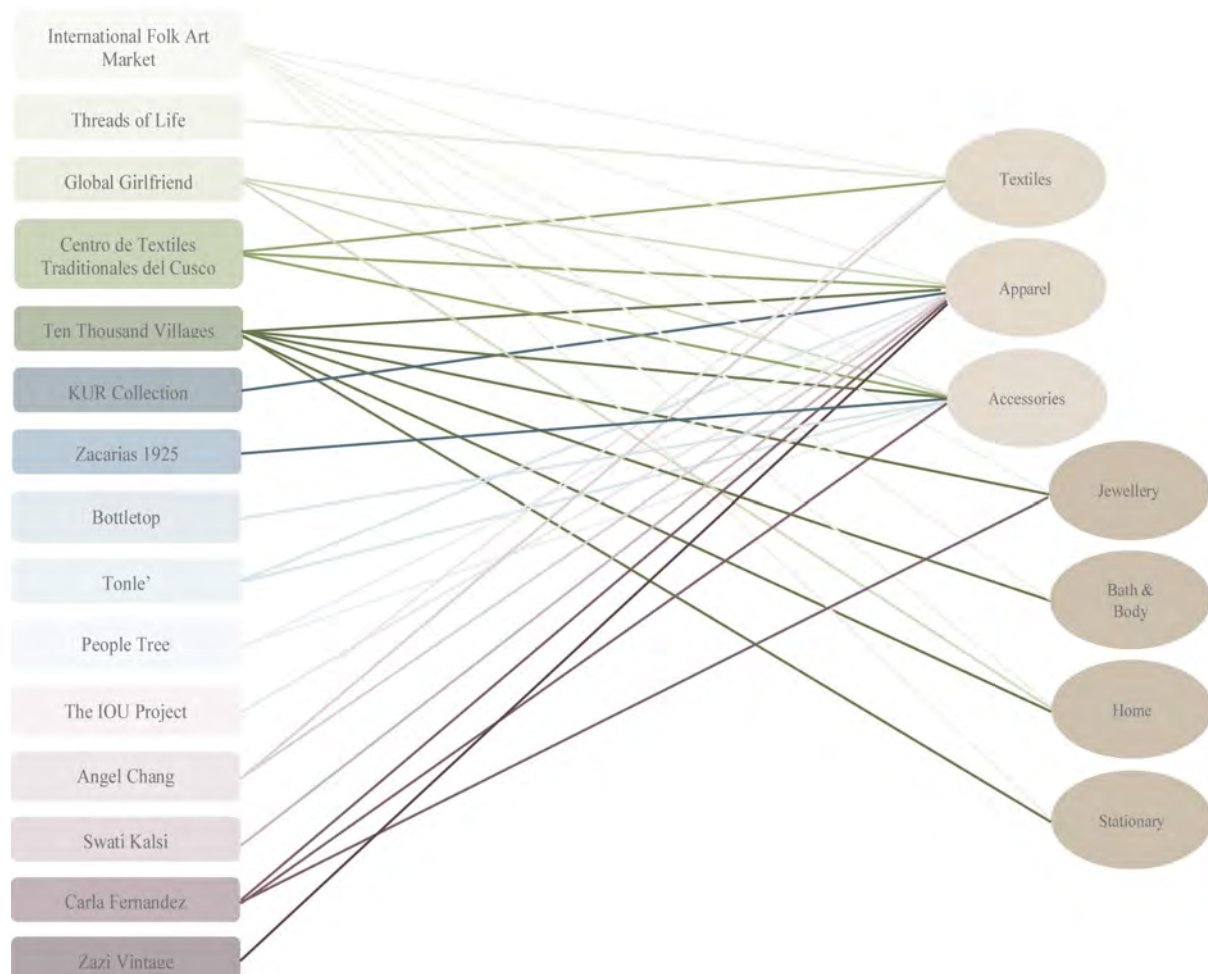 International Folk Art
Market
Threads of Life
Global Girlfriend
Centro de Textiles
Traditionales del Cusco
Ten Thousand Villages
KUR Collection
Zacarias 1925
Bottletop
Tonle’
People Tree
The IOU Project
Angel Chang
Swati Kalsi
Carla Fernandez
Zazi Vintage
Textiles
Apparel
Accessories
Jewellery
Bath &
Body
Home
Stationary